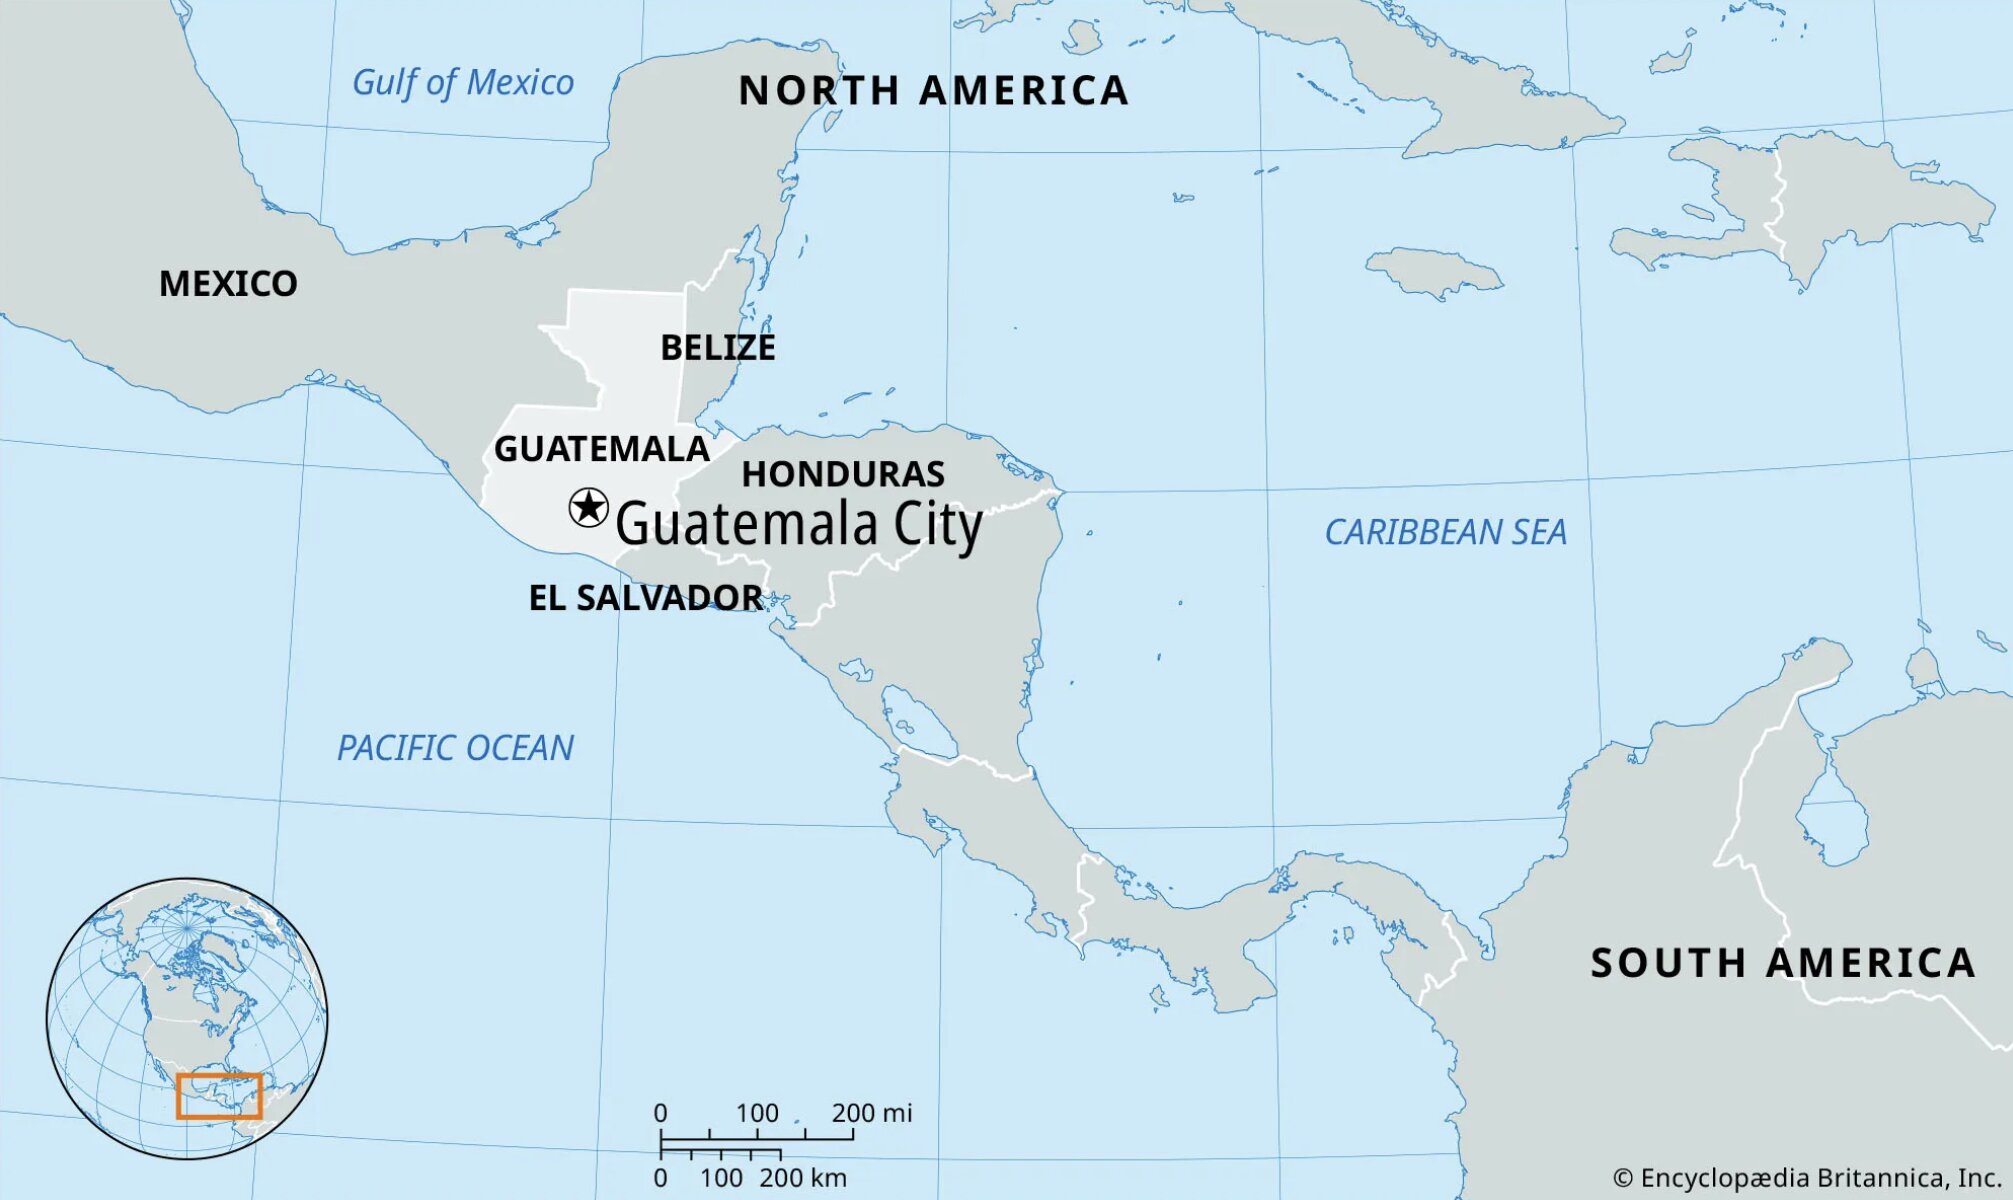 Gulf of Mexico
NORTH AMERICA
MEXICO
BELIZE
GUATEMALA
HONDURAS
Guatemala City
CARIBBEAN SEA
EL SALVADOR
PACIFIC OCEAN
SOUTH AMERICA
0 100 200 mi
0 100 200 km
© Encyclopædia Britannica, Inc.